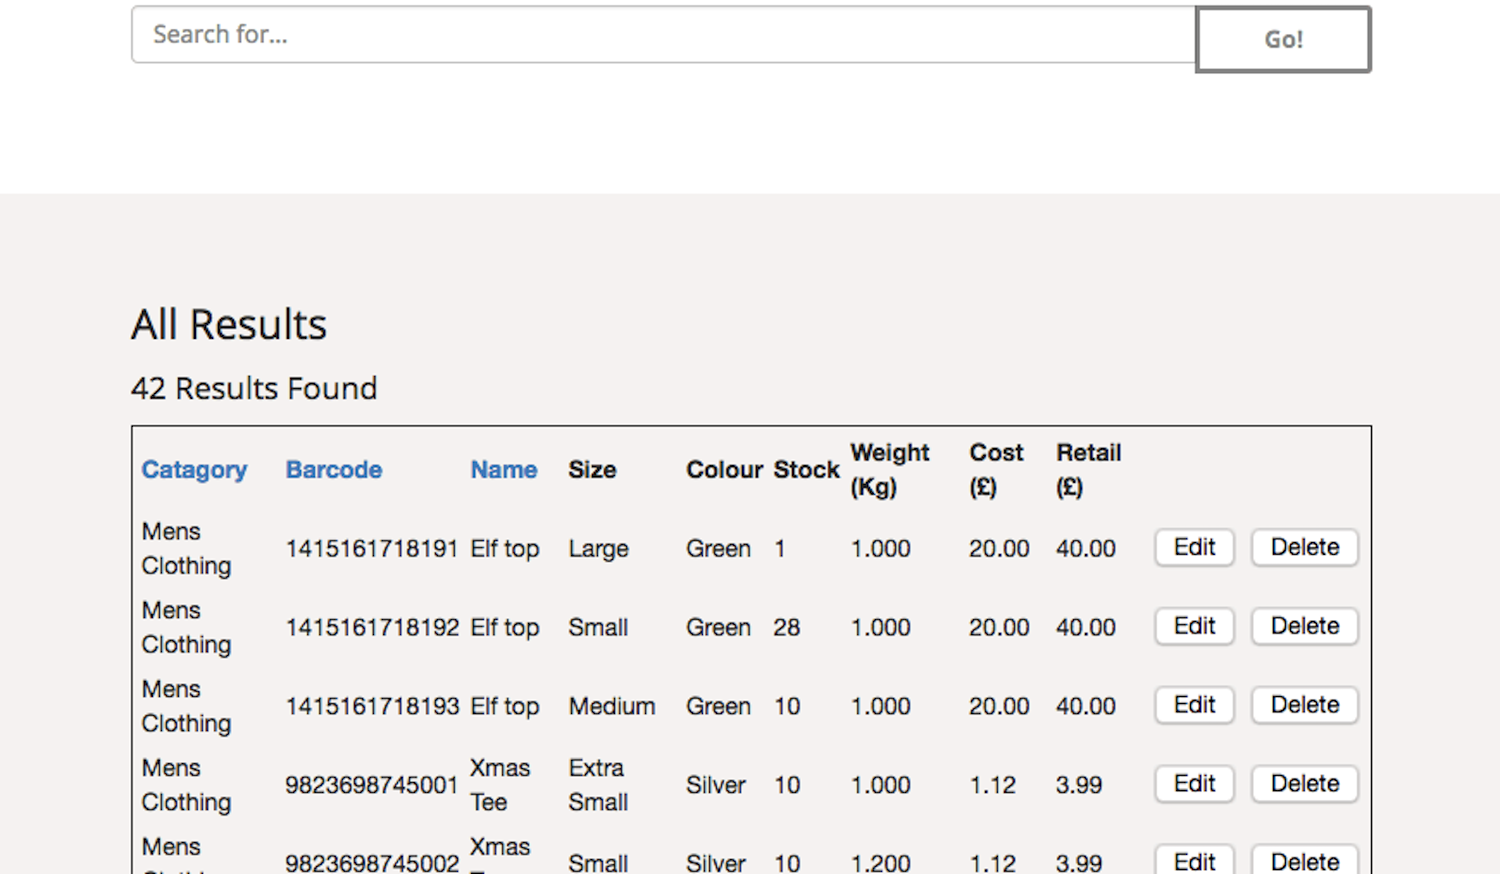 Search for...
Go!
All Results
42 Results Found
Catagory Barcode Name Size Colour Stock Weight (Kg) Cost (£) Retail (£)
Mens Clothing 1415161718191 Elf top Large Green 1 1.000 20.00 40.00 Edit Delete
Mens Clothing 1415161718192 Elf top Small Green 28 1.000 20.00 40.00 Edit Delete
Mens Clothing 1415161718193 Elf top Medium Green 10 1.000 20.00 40.00 Edit Delete
Mens Clothing 9823698745001 Xmas Tee Extra Small Silver 10 1.000 1.12 3.99 Edit Delete
Mens 9823698745002 Xmas Small Silver 10 1.200 1.12 3.99 Edit Delete